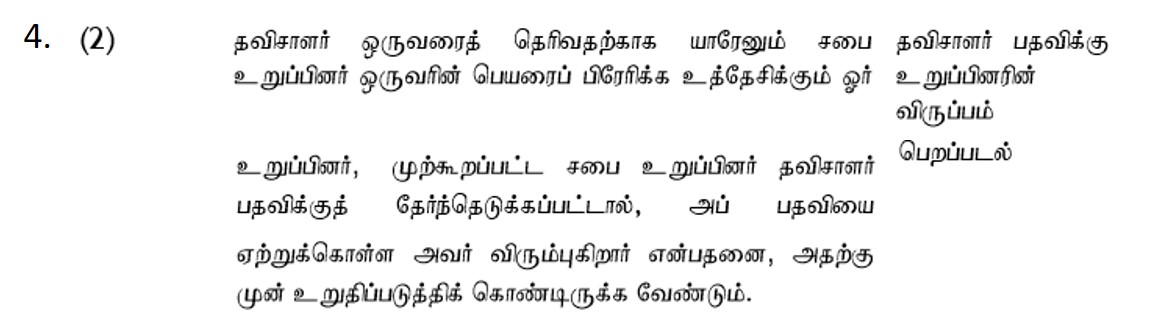 4. (2)
தவிசாளர் ஒருவரைத் தெரிவதற்காக யாரேனும் சபை
உறுப்பினர் ஒருவரின் பெயரைப் பிரேரிக்க உத்தேசிக்கும் ஓர்
உறுப்பினர், முற்கூறப்பட்ட சபை உறுப்பினர் தவிசாளர்
பதவிக்குத் தேர்ந்தெடுக்கப்பட்டால், அப் பதவியை
ஏற்றுக்கொள்ள அவர் விரும்புகிறார் என்பதனை, அதற்கு
முன் உறுதிப்படுத்திக் கொண்டிருக்க வேண்டும்.
தவிசாளர் பதவிக்கு
உறுப்பினரின்
விருப்பம்
பெறப்படல்